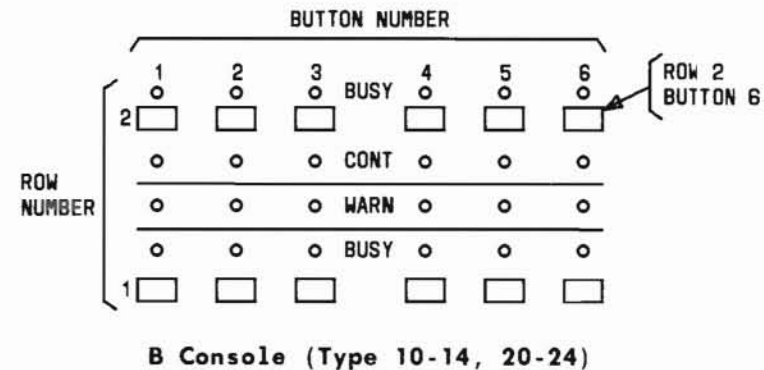 BUTTON NUMBER
1 2 3 4 5 6
BUSY
ROW 2
BUTTON 6
2
CONT
ROW
NUMBER
WARN
BUSY
1
B Console (Type 10-14, 20-24)